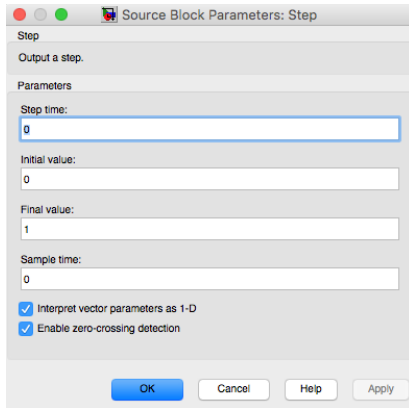 Source Block Parameters: Step
Step
Output a step.
Parameters
Step time:
0
Initial value:
0
Final value:
1
Sample time:
0
Interpret vector parameters as 1-D
Enable zero-crossing detection
OK Cancel Help Apply